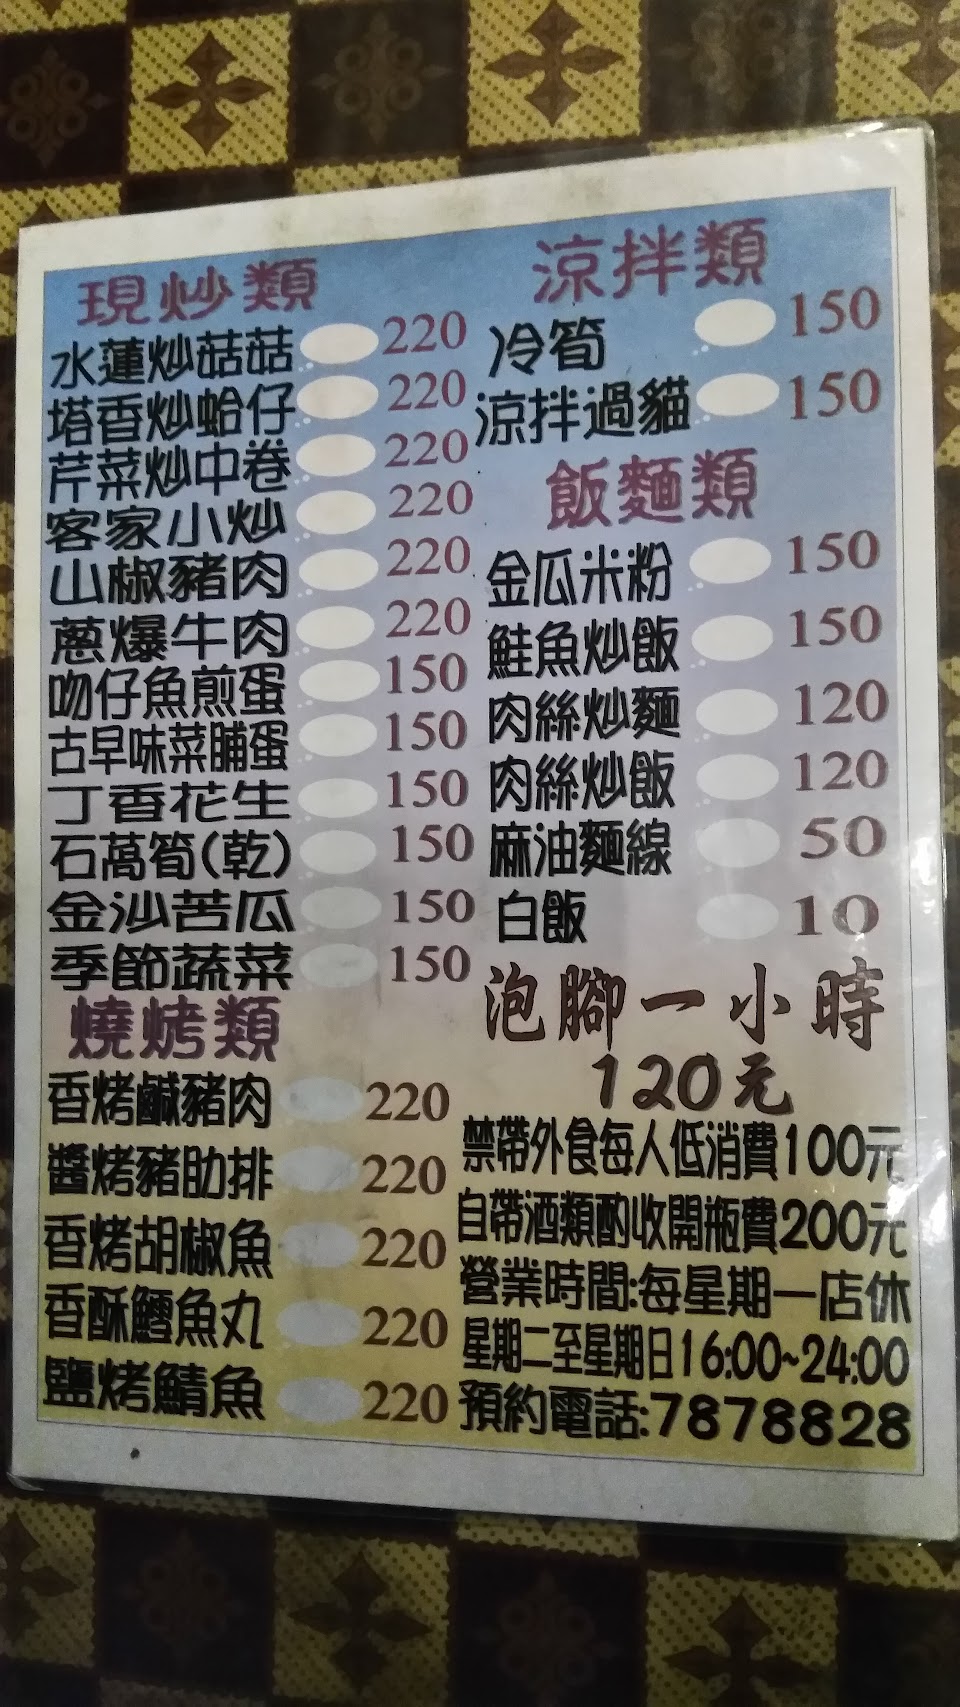 現炒類
水蓮炒菇菇 220
塔香炒蛤仔 220
芹菜炒中卷 220
客家小炒 220
山椒豬肉 220
蔥爆牛肉 220
吻仔魚煎蛋 150
古早味菜脯蛋 150
丁香花生 150
石萵筍(乾) 150
金沙苦瓜 150
季節蔬菜 150
燒烤類
香烤鹹豬肉 220
醬烤豬肋排 220
香烤胡椒魚 220
香酥鱈魚丸 220
鹽烤鯖魚 220
涼拌類
冷筍 150
涼拌過貓 150
飯麵類
金瓜米粉 150
鮭魚炒飯 150
肉絲炒麵 120
肉絲炒飯 120
麻油麵線 50
白飯 10
泡腳一小時
120元
禁帶外食每人低消費100元
自帶酒類酌收開瓶費200元
營業時間:每星期一店休
星期二至星期日16:00~24:00
預約電話:7878828